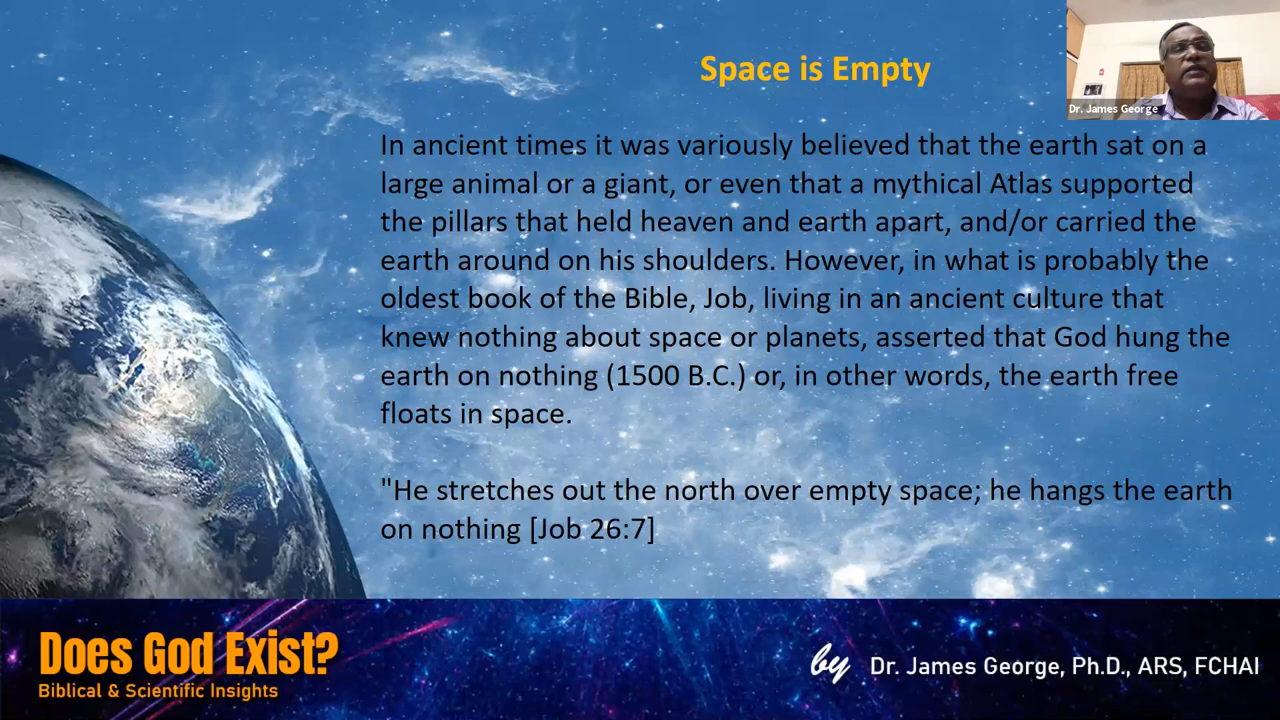 Space is Empty
Dr. James George
In ancient times it was variously believed that the earth sat on a
large animal or a giant, or even that a mythical Atlas supported
the pillars that held heaven and earth apart, and/or carried the
earth around on his shoulders. However, in what is probably the
oldest book of the Bible, Job, living in an ancient culture that
knew nothing about space or planets, asserted that God hung the
earth on nothing (1500 B.C.) or, in other words, the earth free
floats in space.
"He stretches out the north over empty space; he hangs the earth
on nothing [Job 26:7]
Does God Exist?
Biblical & Scientific Insights
by Dr. James George, Ph.D., ARS, FCHAI